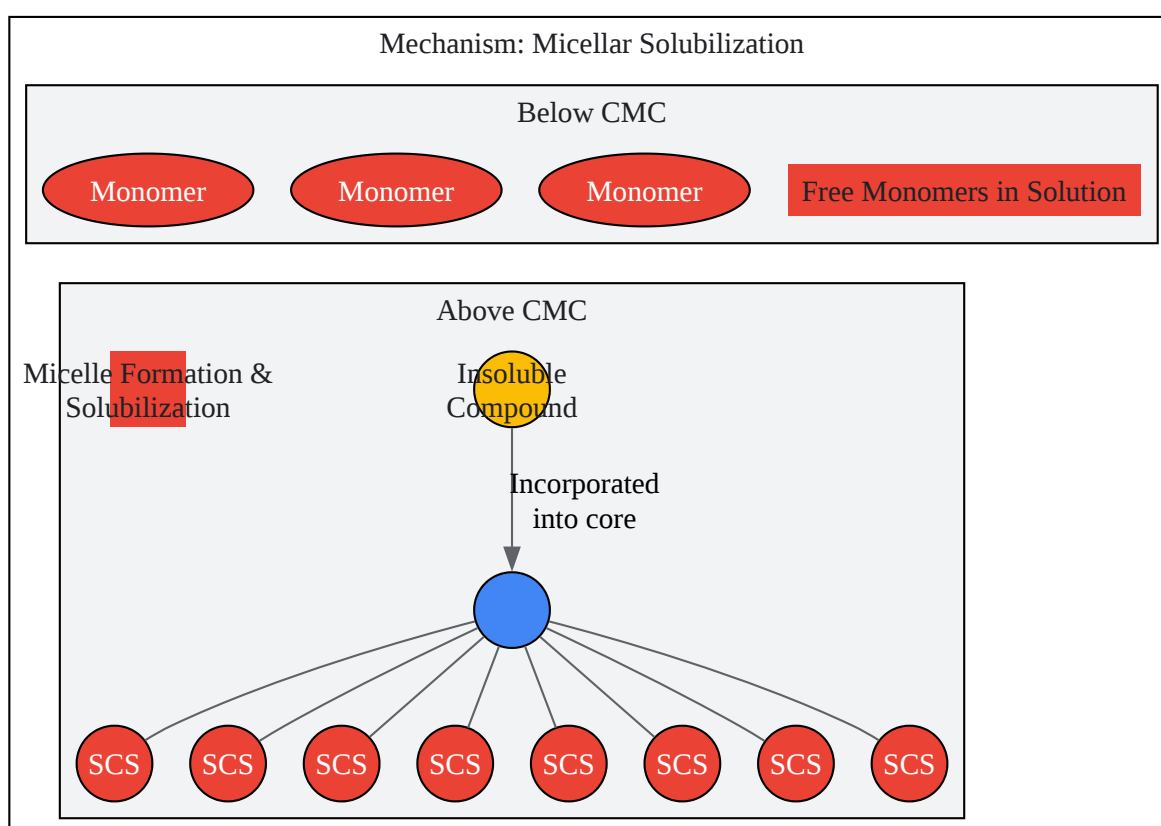 Mechanism: Micellar Solubilization
Below CMC
Monomer
Monomer
Monomer
Free Monomers in Solution
Above CMC
Micelle Formation &
Solubilization
Insoluble
Compound
Incorporated
into core
SCS
SCS
SCS
SCS
SCS
SCS
SCS
SCS